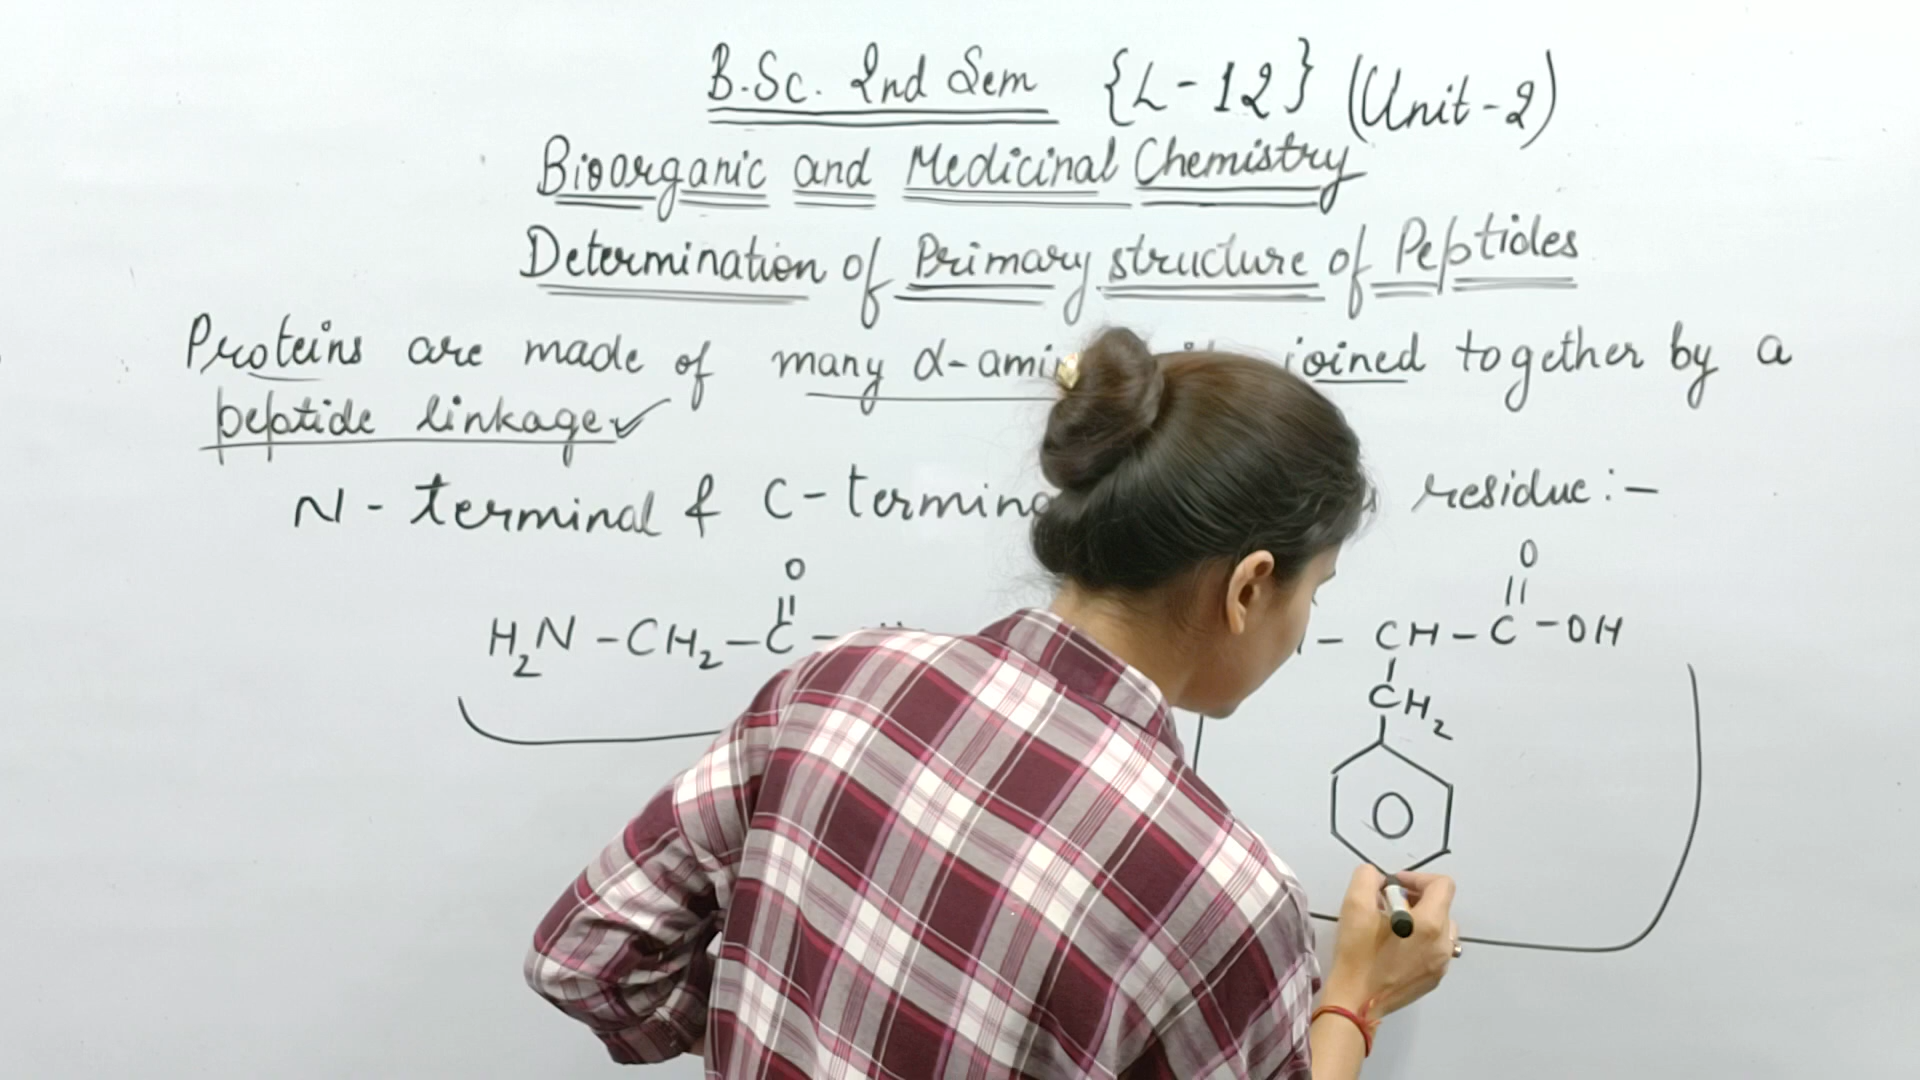 B.Sc. 2nd Sem {L-12} (Unit-2)
Bioorganic and Medicinal Chemistry
Determination of Primary structure of Peptides
Proteins are made of many α-ami joined together by a
peptide linkage ✓
N-terminal & C-termina residue:-
O O
|| ||
H₂N-CH₂-C- - CH-C-OH
|
CH₂